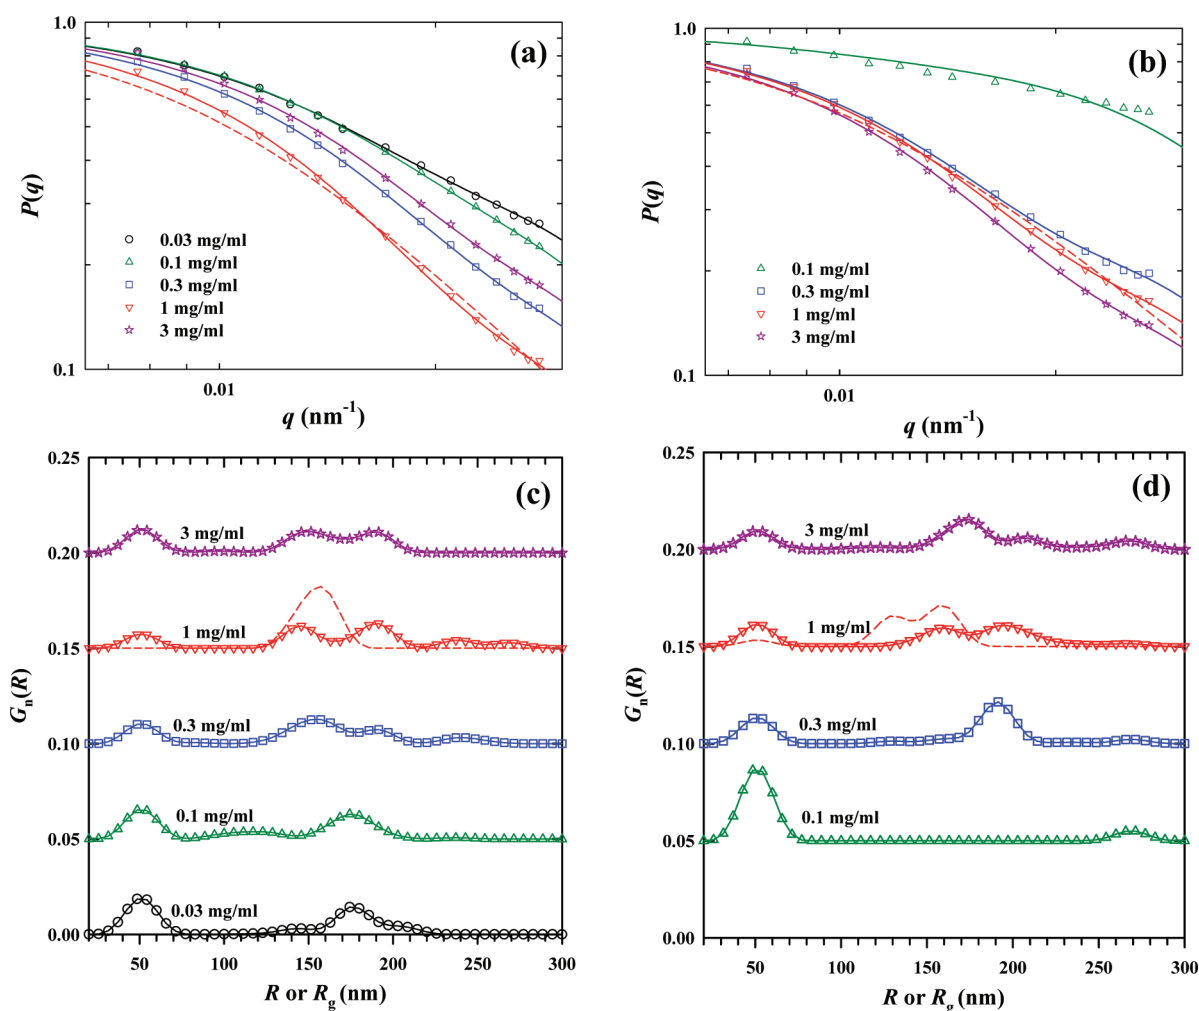 (a)
1.0
P(q)
0.03 mg/ml
0.1 mg/ml
0.3 mg/ml
1 mg/ml
3 mg/ml
0.1
0.01
q (nm-1)
(b)
1.0
P(q)
0.1 mg/ml
0.3 mg/ml
1 mg/ml
3 mg/ml
0.1
0.01
q (nm-1)
(c)
0.25
3 mg/ml
0.20
1 mg/ml
0.15
Gn(R)
0.3 mg/ml
0.10
0.1 mg/ml
0.05
0.03 mg/ml
0.00
50 100 150 200 250 300
R or Rg (nm)
(d)
0.25
3 mg/ml
0.20
1 mg/ml
0.15
Gn(R)
0.3 mg/ml
0.10
0.1 mg/ml
0.05
0.00
50 100 150 200 250 300
R or Rg (nm)